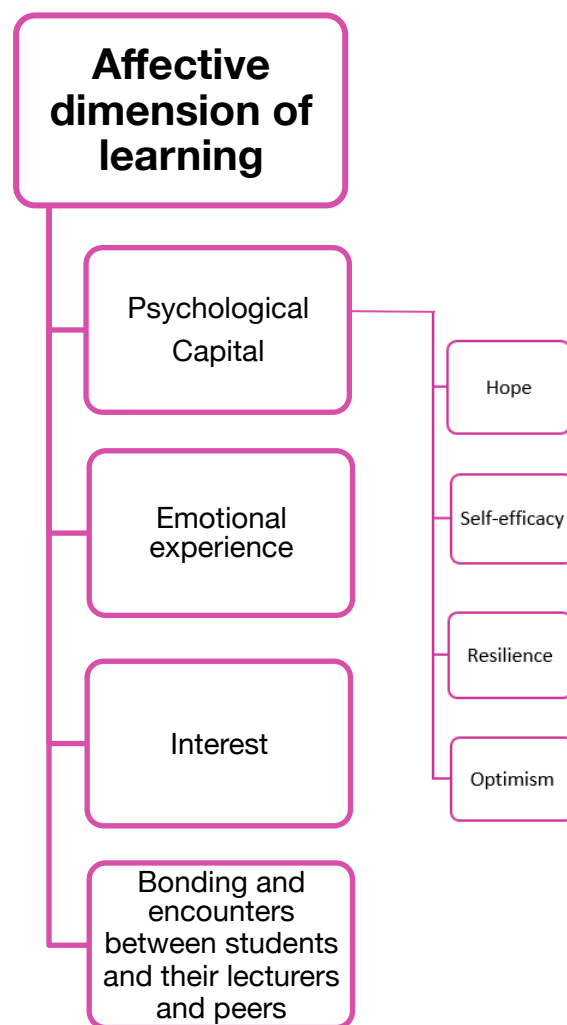 Affective
dimension of
learning
Psychological
Capital
Hope
Self-efficacy
Resilience
Optimism
Emotional
experience
Interest
Bonding and
encounters
between students
and their lecturers
and peers